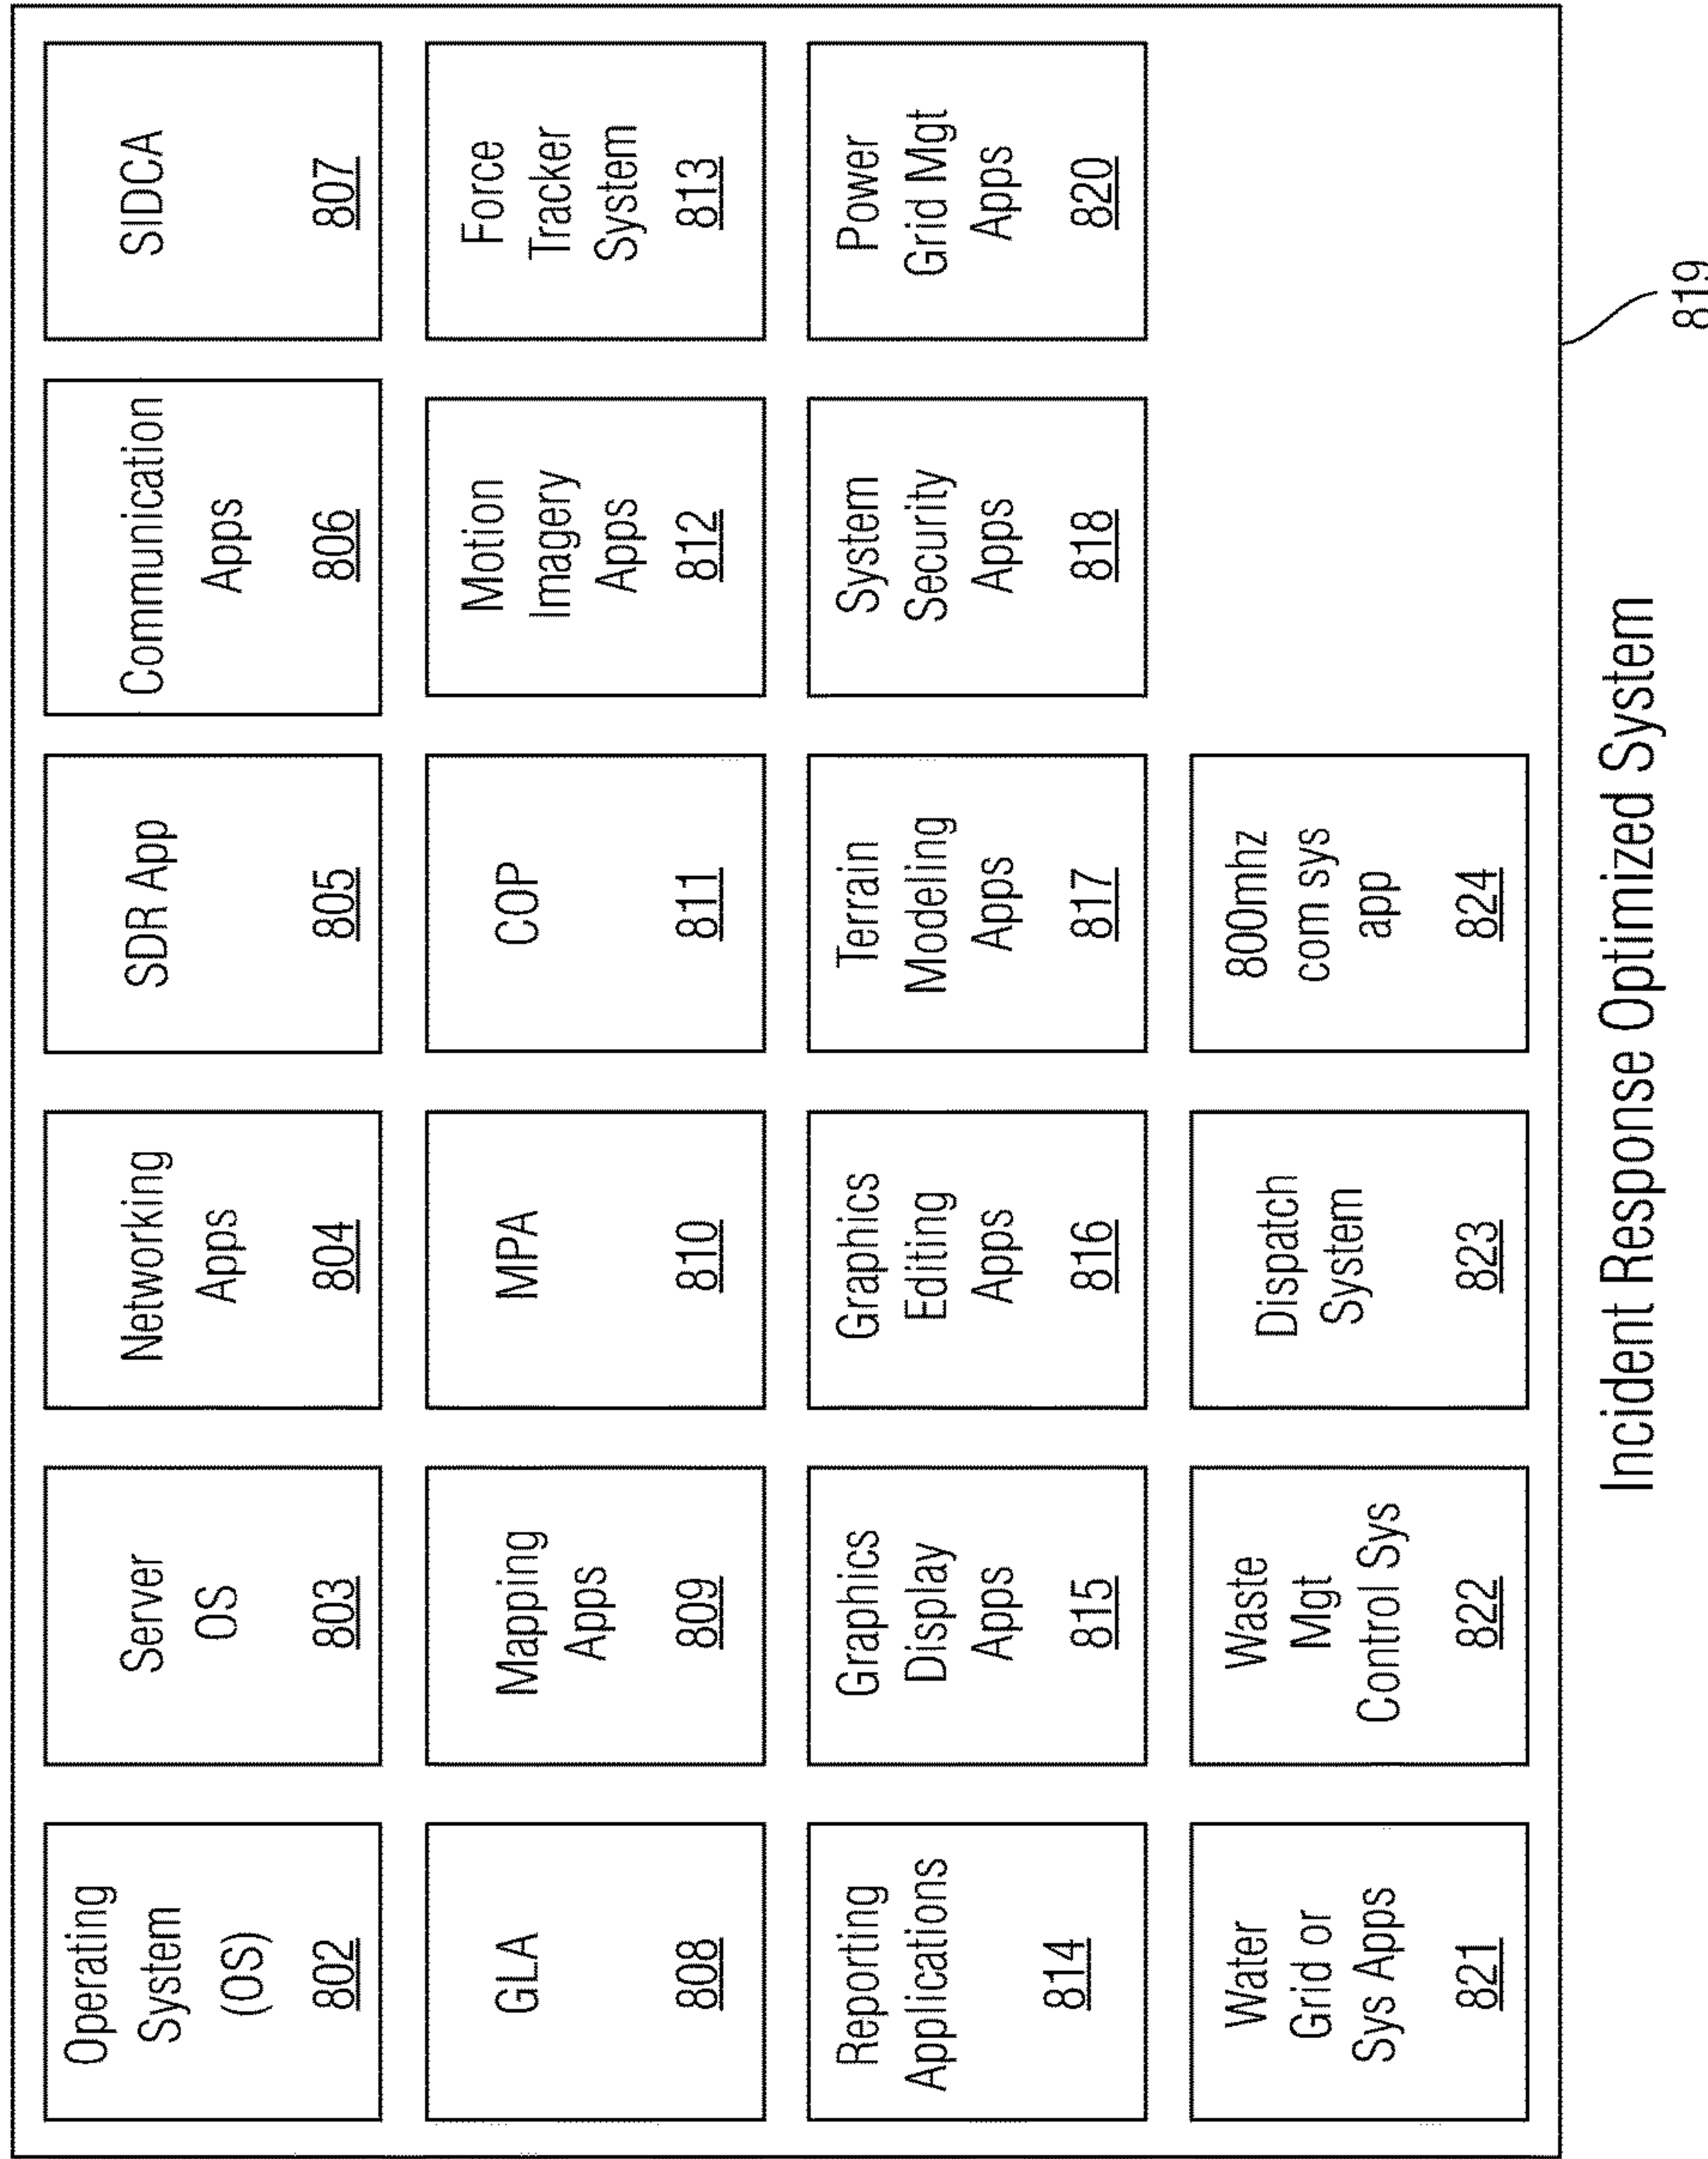 Operating
System
(OS)
802
Server
OS
803
Networking
Apps
804
SDR App
805
Communication
Apps
806
SIDCA
807
GLA
808
Mapping
Apps
809
MPA
810
COP
811
Motion
Imagery
Apps
812
Force
Tracker
System
813
Reporting
Applications
814
Graphics
Display
Apps
815
Graphics
Editing
Apps
816
Terrain
Modeling
Apps
817
System
Security
Apps
818
Power
Grid Mgt
Apps
820
Water
Grid or
Sys Apps
821
Waste
Mgt
Control Sys
822
Dispatch
System
823
800mhz
com sys
app
824
819
Incident Response Optimized System